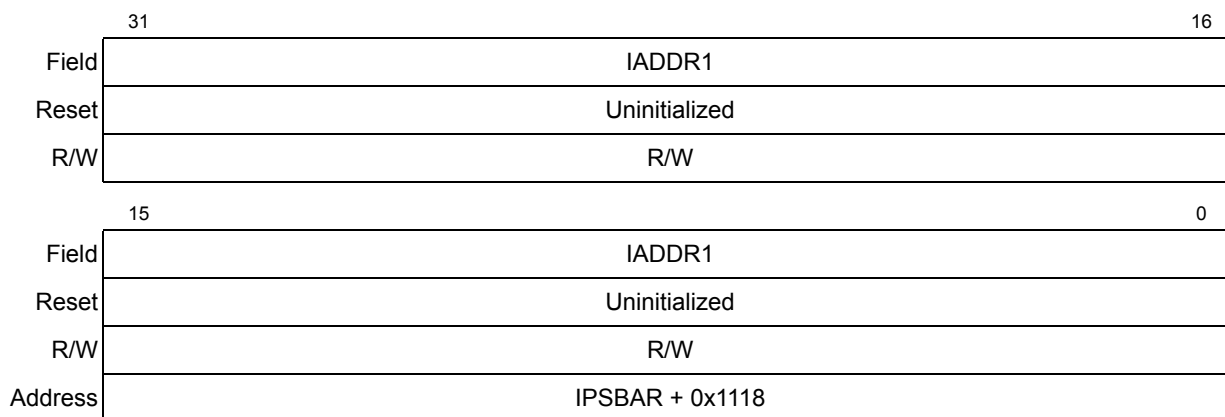 31 16
Field IADDR1
Reset Uninitialized
R/W R/W
15 0
Field IADDR1
Reset Uninitialized
R/W R/W
Address IPSBAR + 0x1118